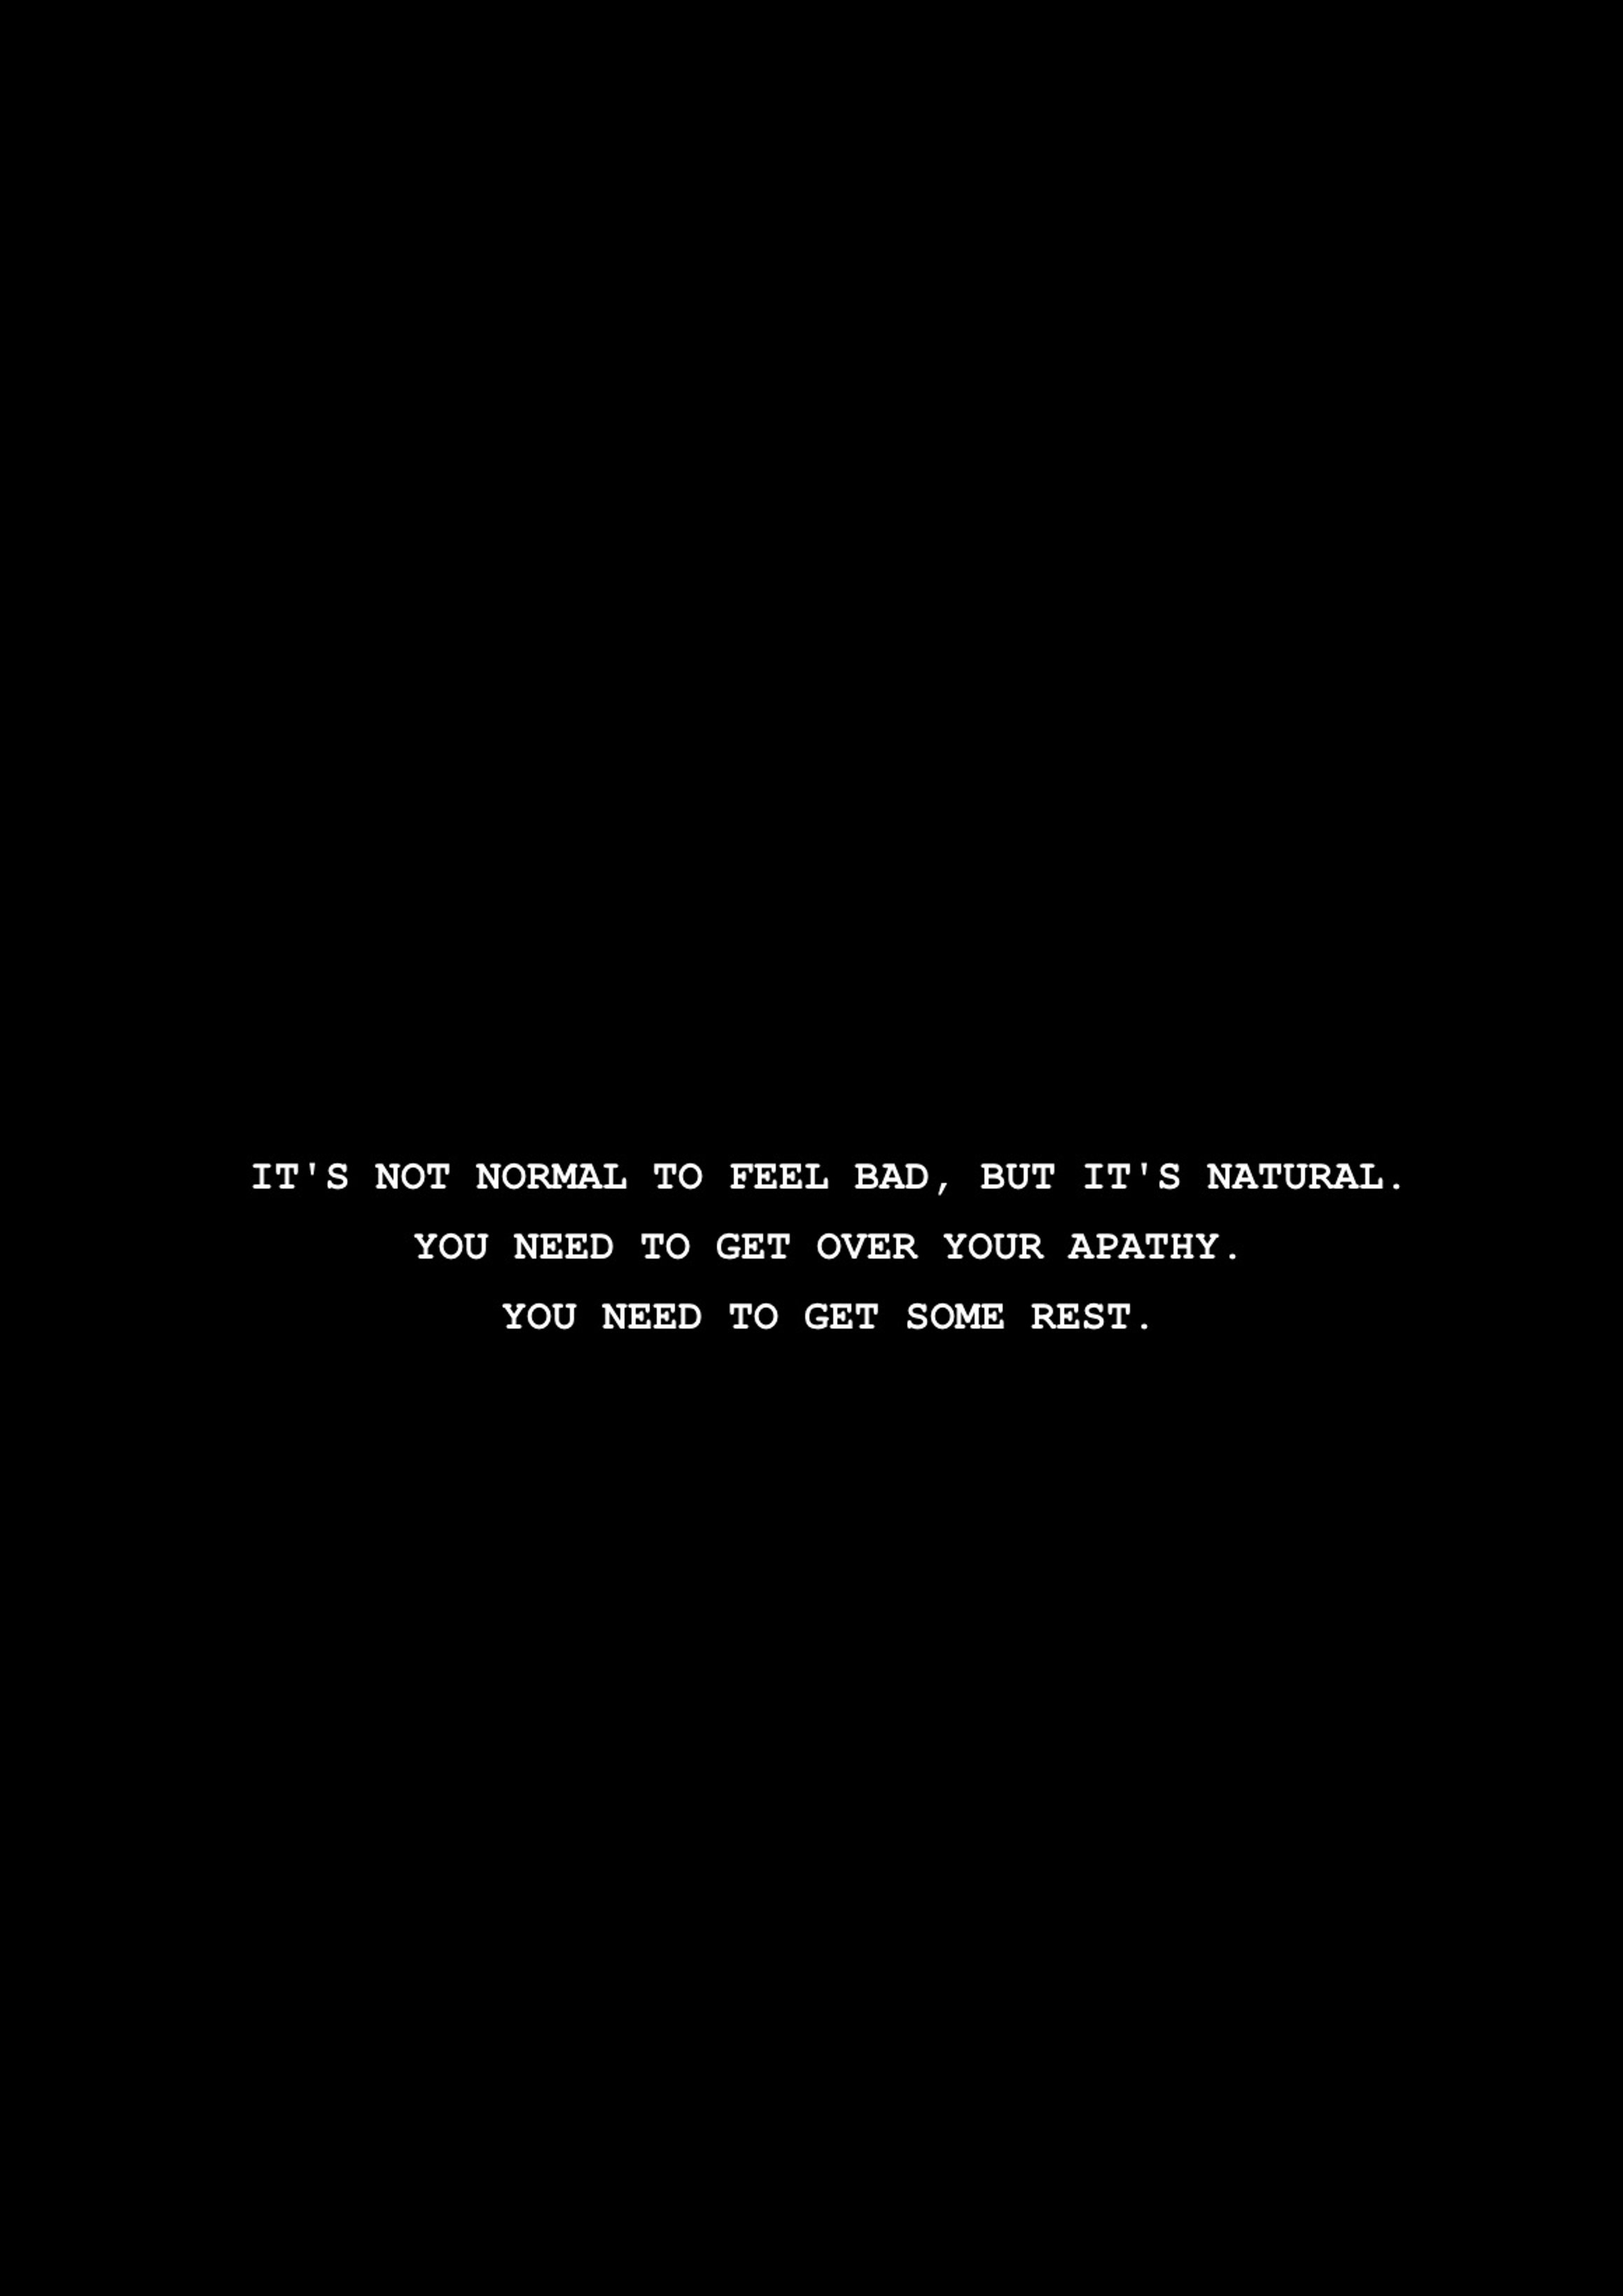 IT'S NOT NORMAL TO FEEL BAD, BUT IT'S NATURAL.
YOU NEED TO GET OVER YOUR APATHY.
YOU NEED TO GET SOME REST.